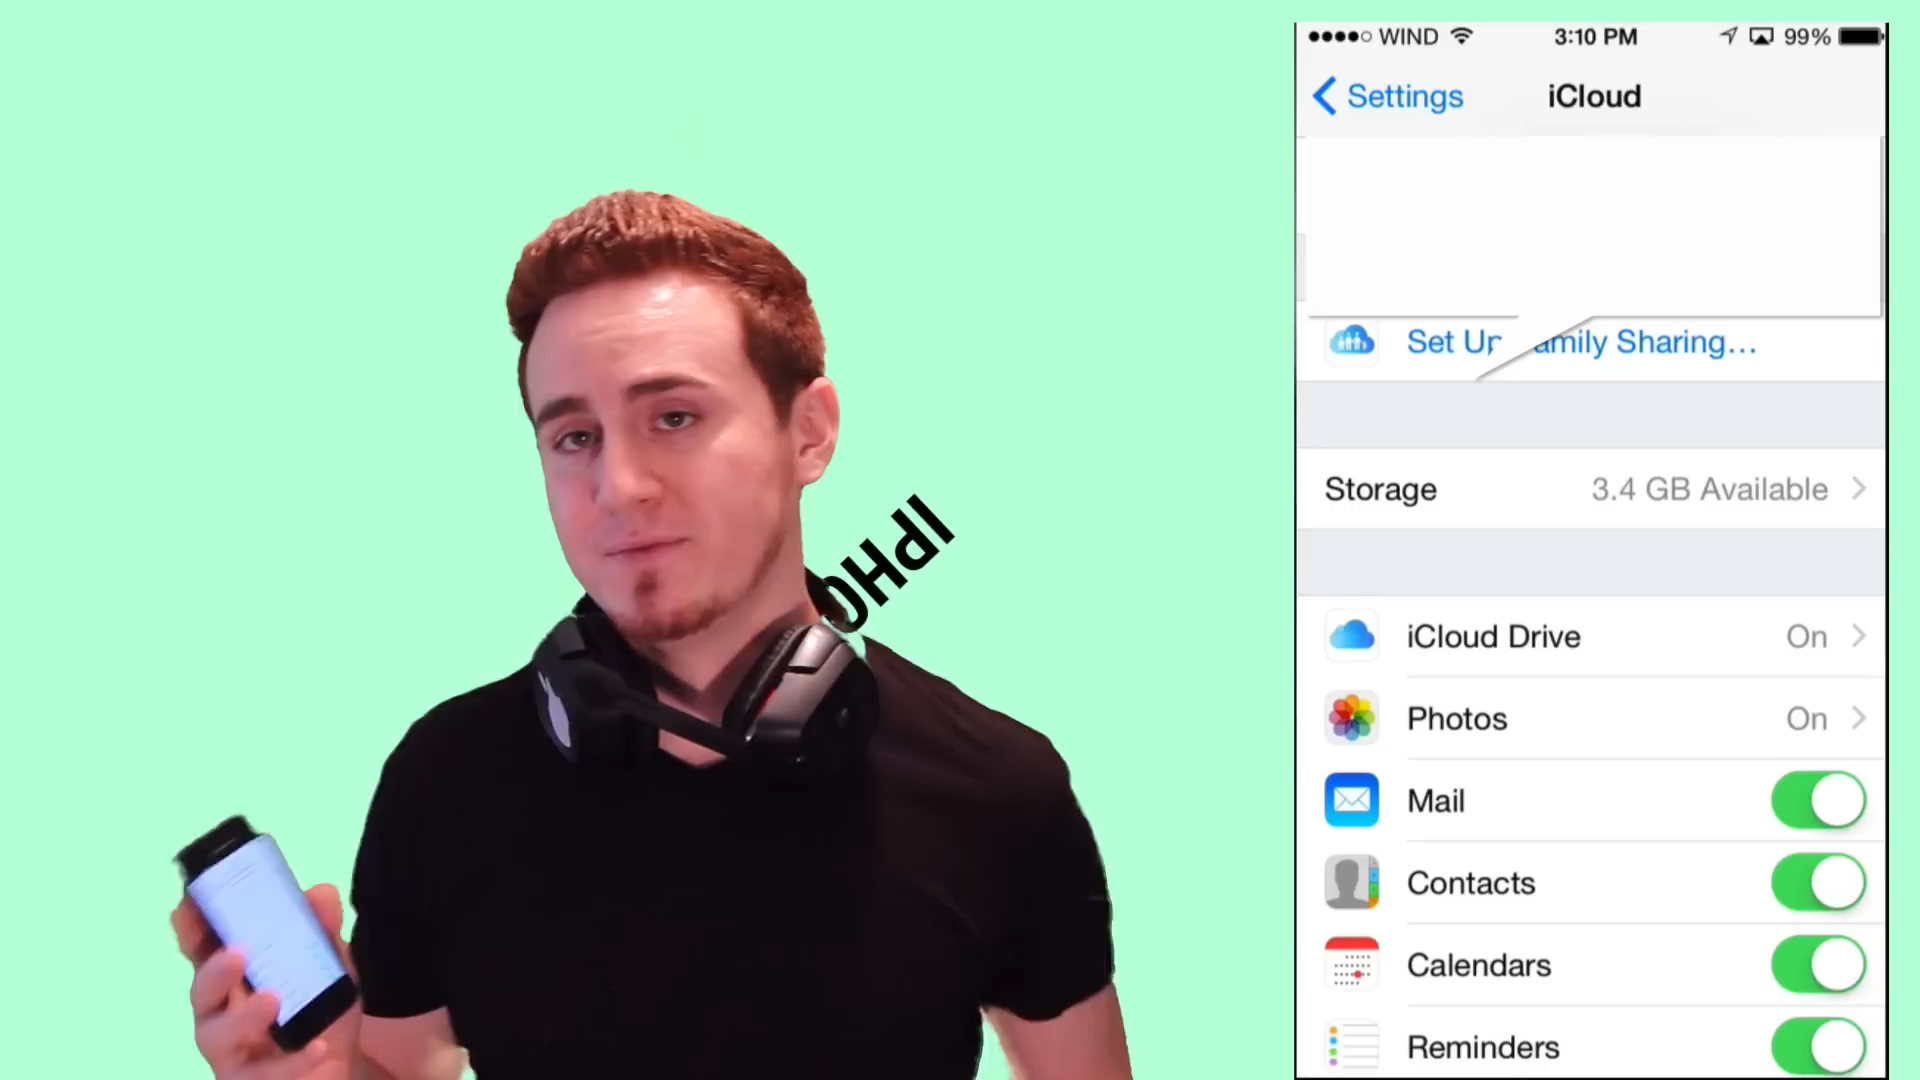 WIND 3:10 PM 99%
Settings iCloud
Set Up amily Sharing...
Storage 3.4 GB Available
iCloud Drive On
Photos On
Mail
Contacts
Calendars
Reminders
IPHO